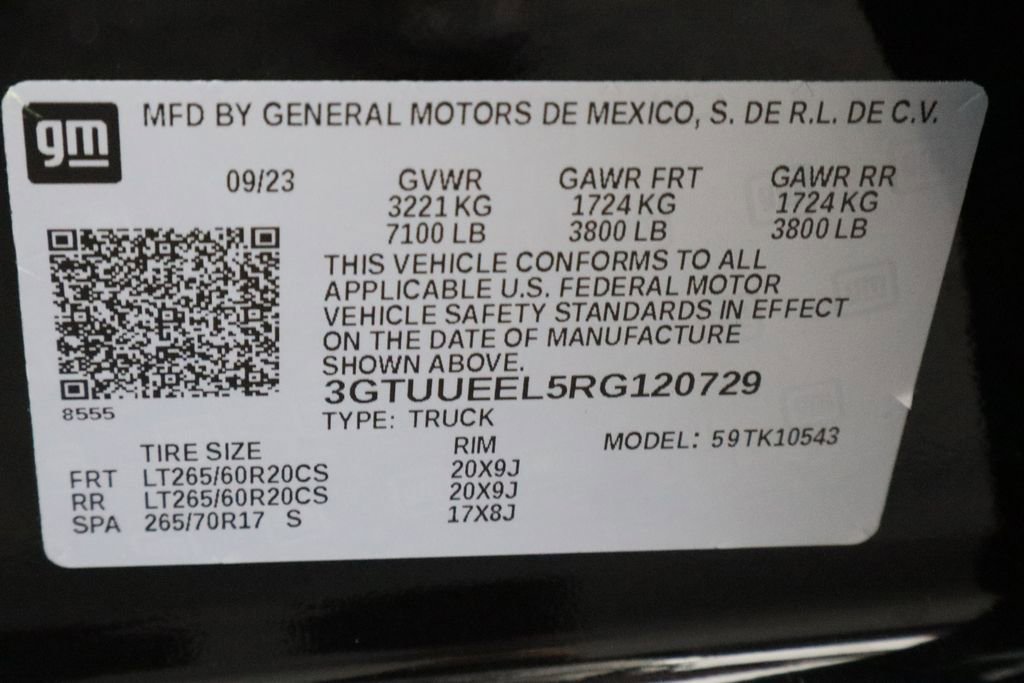 gm
MFD BY GENERAL MOTORS DE MEXICO, S. DE R.L. DE C.V.
09/23 GVWR GAWR FRT GAWR RR
3221 KG 1724 KG 1724 KG
7100 LB 3800 LB 3800 LB
THIS VEHICLE CONFORMS TO ALL
APPLICABLE U.S. FEDERAL MOTOR
VEHICLE SAFETY STANDARDS IN EFFECT
ON THE DATE OF MANUFACTURE
SHOWN ABOVE.
3GTUUEEL5RG120729
8555
TYPE: TRUCK
TIRE SIZE RIM MODEL: 59TK10543
FRT LT265/60R20CS 20X9J
RR LT265/60R20CS 20X9J
SPA 265/70R17 S 17X8J